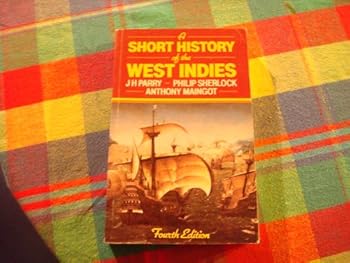 A
SHORT HISTORY
of the
WEST INDIES
J H PARRY - PHILIP SHERLOCK
ANTHONY MAINGOT
Fourth Edition